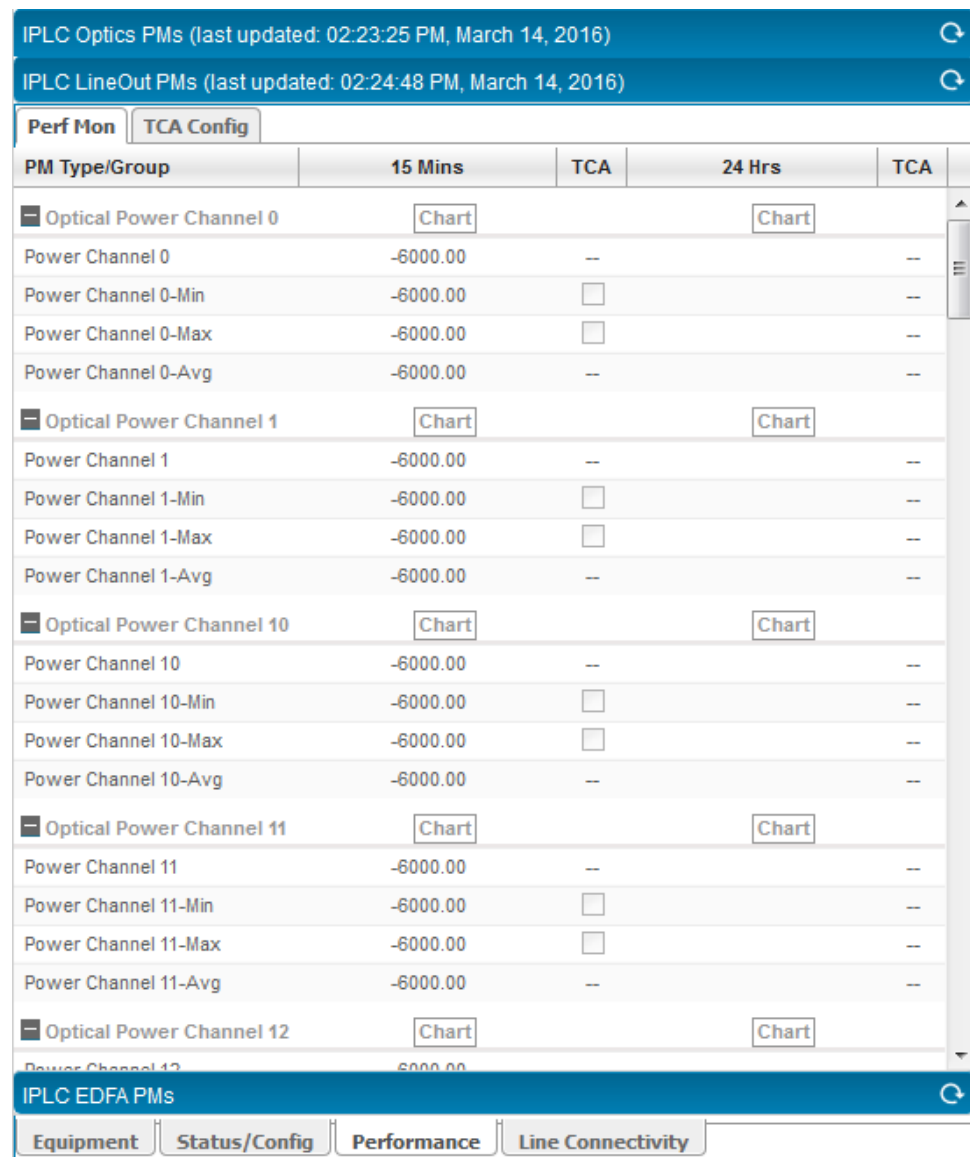 IPLC Optics PMs (last updated: 02:23:25 PM, March 14, 2016)
IPLC LineOut PMs (last updated: 02:24:48 PM, March 14, 2016)
Perf Mon TCA Config
PM Type/Group 15 Mins TCA 24 Hrs TCA
Optical Power Channel 0 Chart Chart
Power Channel 0 -6000.00 -- --
Power Channel 0-Min -6000.00 --
Power Channel 0-Max -6000.00 --
Power Channel 0-Avg -6000.00 -- --
Optical Power Channel 1 Chart Chart
Power Channel 1 -6000.00 -- --
Power Channel 1-Min -6000.00 --
Power Channel 1-Max -6000.00 --
Power Channel 1-Avg -6000.00 -- --
Optical Power Channel 10 Chart Chart
Power Channel 10 -6000.00 -- --
Power Channel 10-Min -6000.00 --
Power Channel 10-Max -6000.00 --
Power Channel 10-Avg -6000.00 -- --
Optical Power Channel 11 Chart Chart
Power Channel 11 -6000.00 -- --
Power Channel 11-Min -6000.00 --
Power Channel 11-Max -6000.00 --
Power Channel 11-Avg -6000.00 -- --
Optical Power Channel 12 Chart Chart
Power Channel 12 -6000.00
IPLC EDFA PMs
Equipment Status/Config Performance Line Connectivity